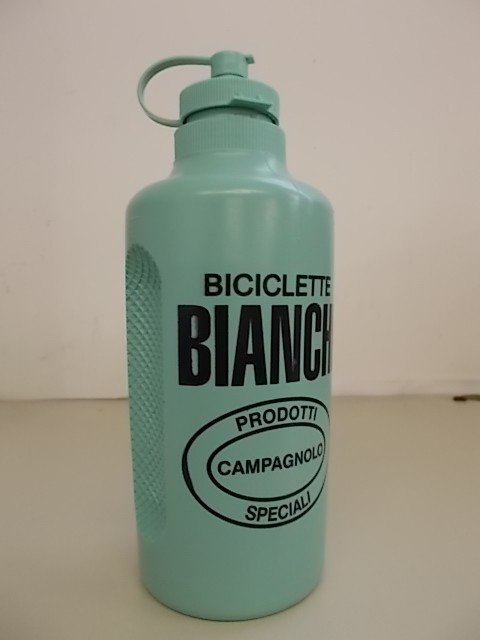 BICICLETTE
BIANCH
PRODOTTI
CAMPAGNOLO
SPECIALI